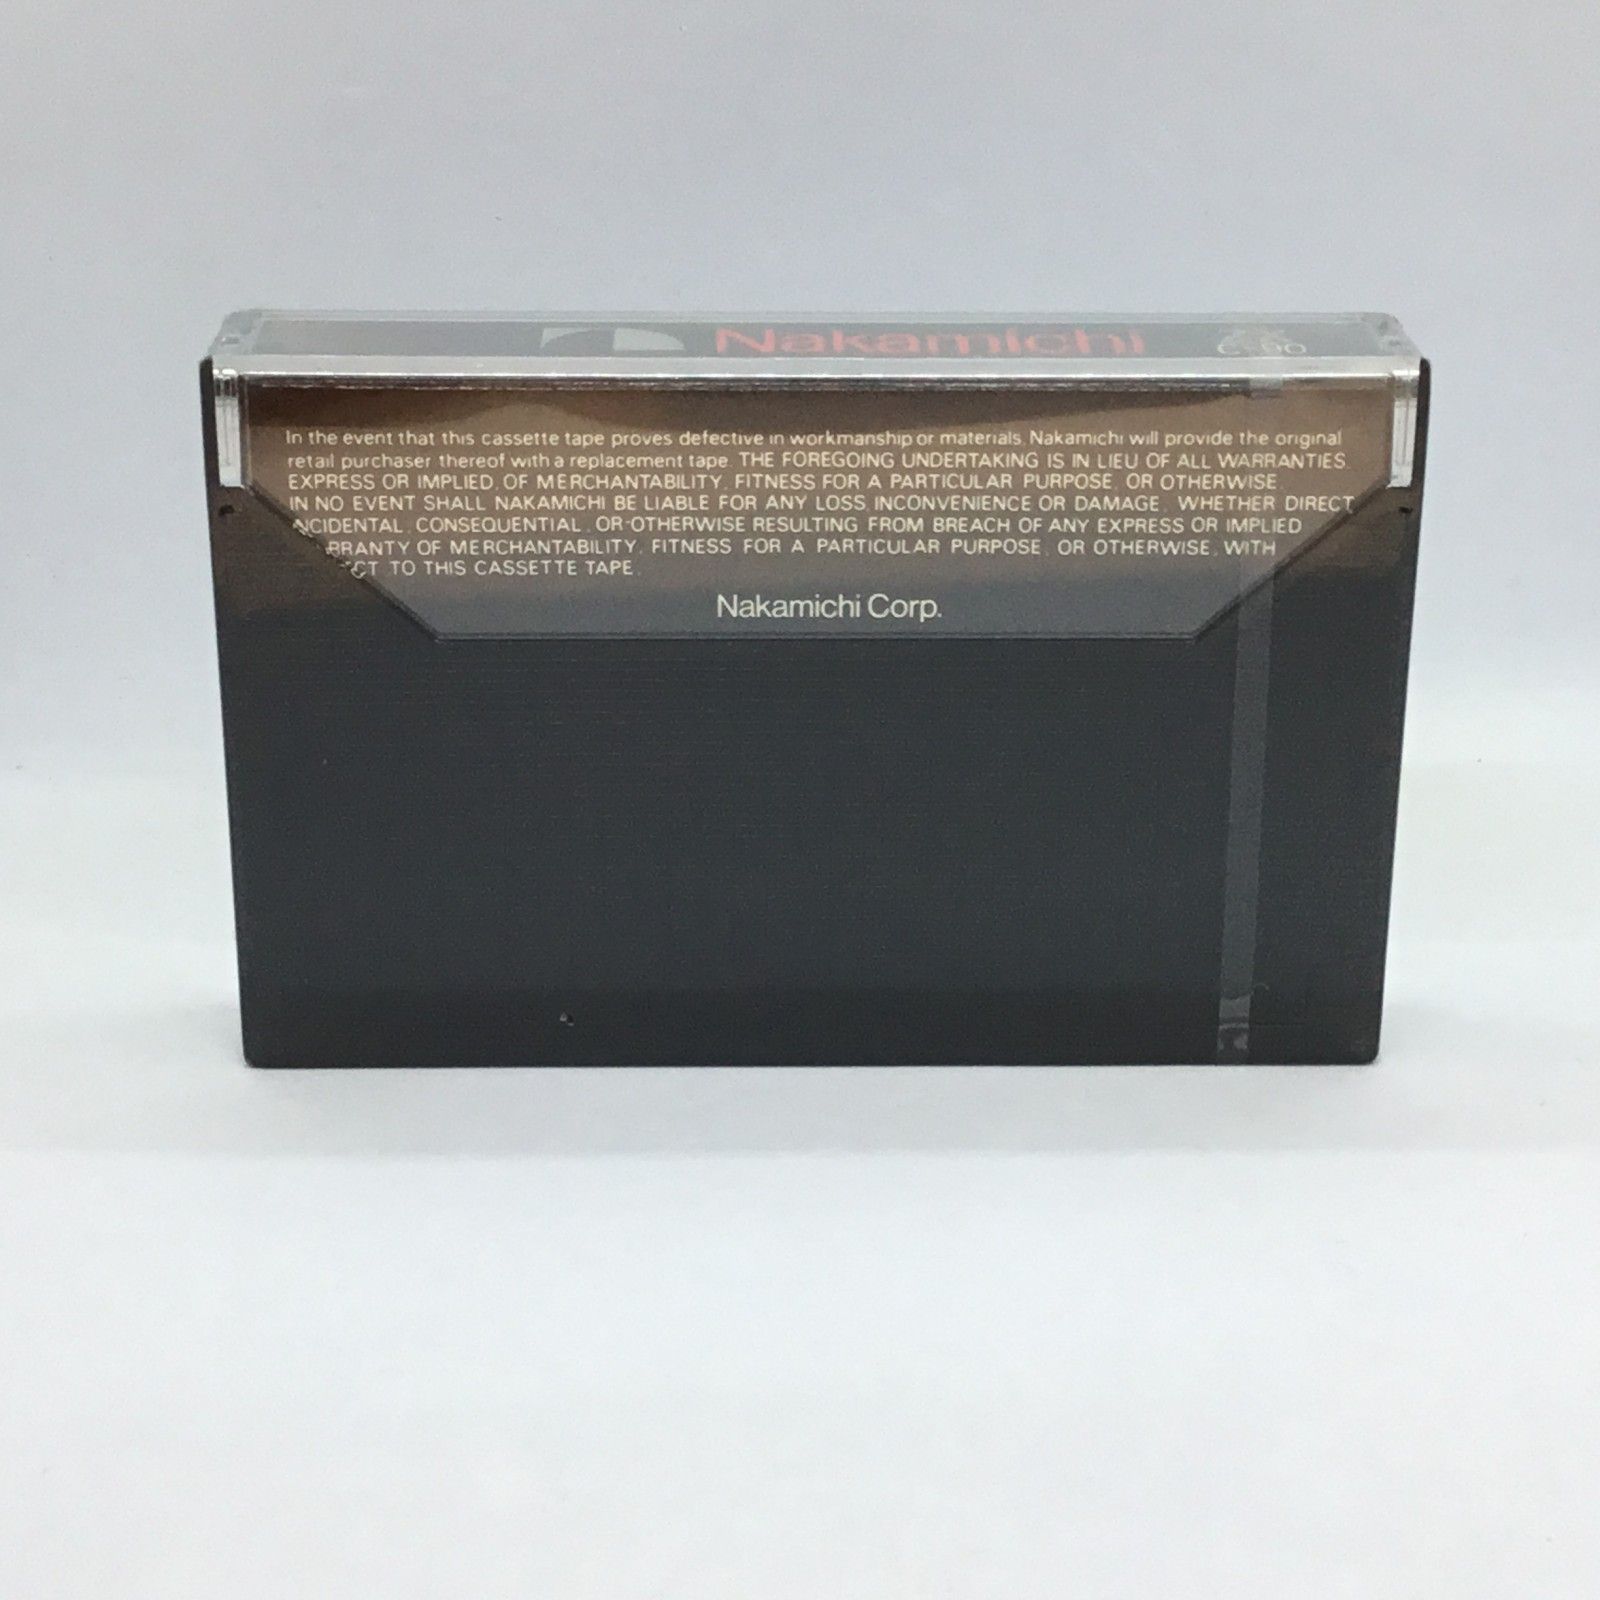 Nakamichi
C-90
In the event that this cassette tape proves defective in workmanship or materials, Nakamichi will provide the original
retail purchaser thereof with a replacement tape. THE FOREGOING UNDERTAKING IS IN LIEU OF ALL WARRANTIES,
EXPRESS OR IMPLIED, OF MERCHANTABILITY, FITNESS FOR A PARTICULAR PURPOSE, OR OTHERWISE.
IN NO EVENT SHALL NAKAMICHI BE LIABLE FOR ANY LOSS, INCONVENIENCE OR DAMAGE, WHETHER DIRECT,
INCIDENTAL, CONSEQUENTIAL, OR OTHERWISE RESULTING FROM BREACH OF ANY EXPRESS OR IMPLIED
RRANTY OF MERCHANTABILITY, FITNESS FOR A PARTICULAR PURPOSE, OR OTHERWISE, WITH
CT TO THIS CASSETTE TAPE.
Nakamichi Corp.